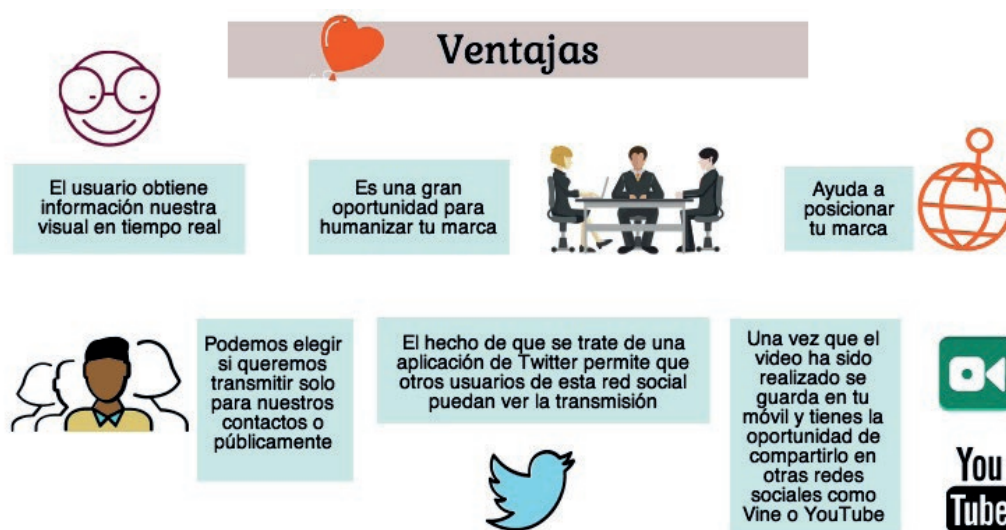 Ventajas
El usuario obtiene
información nuestra
visual en tiempo real
Es una gran
oportunidad para
humanizar tu marca
Ayuda a
posicionar
tu marca
Podemos elegir
si queremos
transmitir solo
para nuestros
contactos o
públicamente
El hecho de que se trate de una
aplicación de Twitter permite que
otros usuarios de esta red social
puedan ver la transmisión
Una vez que el
video ha sido
realizado se
guarda en tu
móvil y tienes la
oportunidad de
compartirlo en
otras redes
sociales como
Vine o YouTube
You
Tube